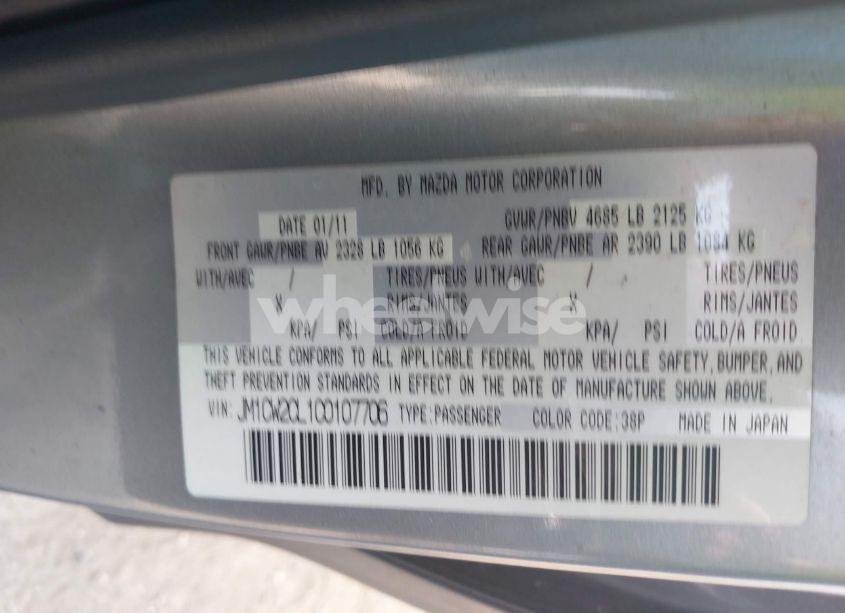 MFD. BY MAZDA MOTOR CORPORATION
DATE 01/11 GVWR/PNBV 4685 LB 2125 KG
FRONT GAWR/PNBE AV 2328 LB 1056 KG REAR GAWR/PNBE AR 2390 LB 1084 KG
WITH/AVEC / TIRES/PNEUS WITH/AVEC / TIRES/PNEUS
X RIMS/JANTES X RIMS/JANTES
KPA/ PSI COLD/A FROID KPA/ PSI COLD/A FROID
wheelwise
THIS VEHICLE CONFORMS TO ALL APPLICABLE FEDERAL MOTOR VEHICLE SAFETY, BUMPER, AND
THEFT PREVENTION STANDARDS IN EFFECT ON THE DATE OF MANUFACTURE SHOWN ABOVE.
VIN: JM1CW2CL1C0107706 TYPE:PASSENGER COLOR CODE:38P MADE IN JAPAN